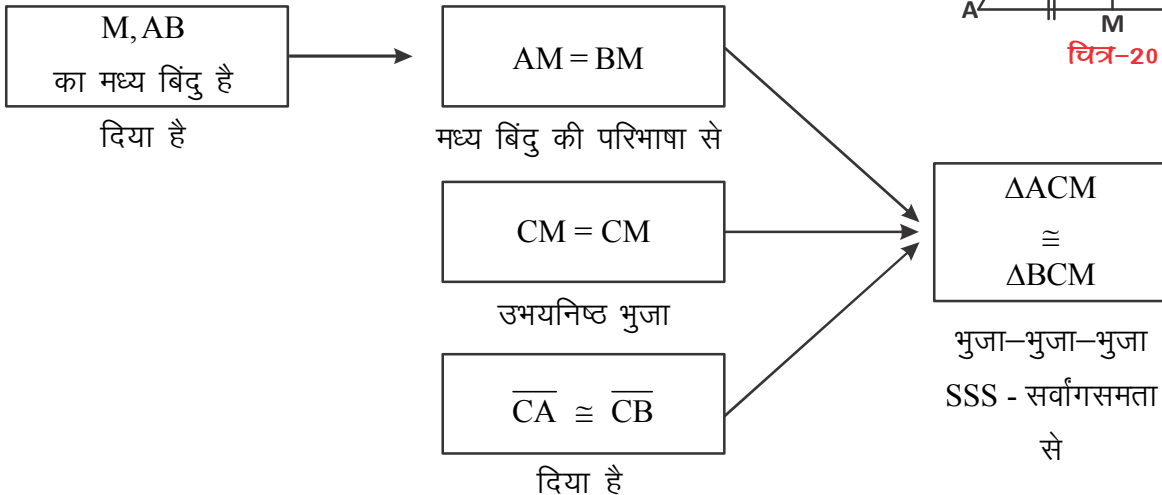 M, AB
का मध्य बिंदु है
दिया है
AM = BM
मध्य बिंदु की परिभाषा से
CM = CM
उभयनिष्ठ भुजा
CA ≅ CB
दिया है
A
M
चित्र-20
ΔACM
≅
ΔBCM
भुजा–भुजा–भुजा
SSS - सर्वांगसमता
से